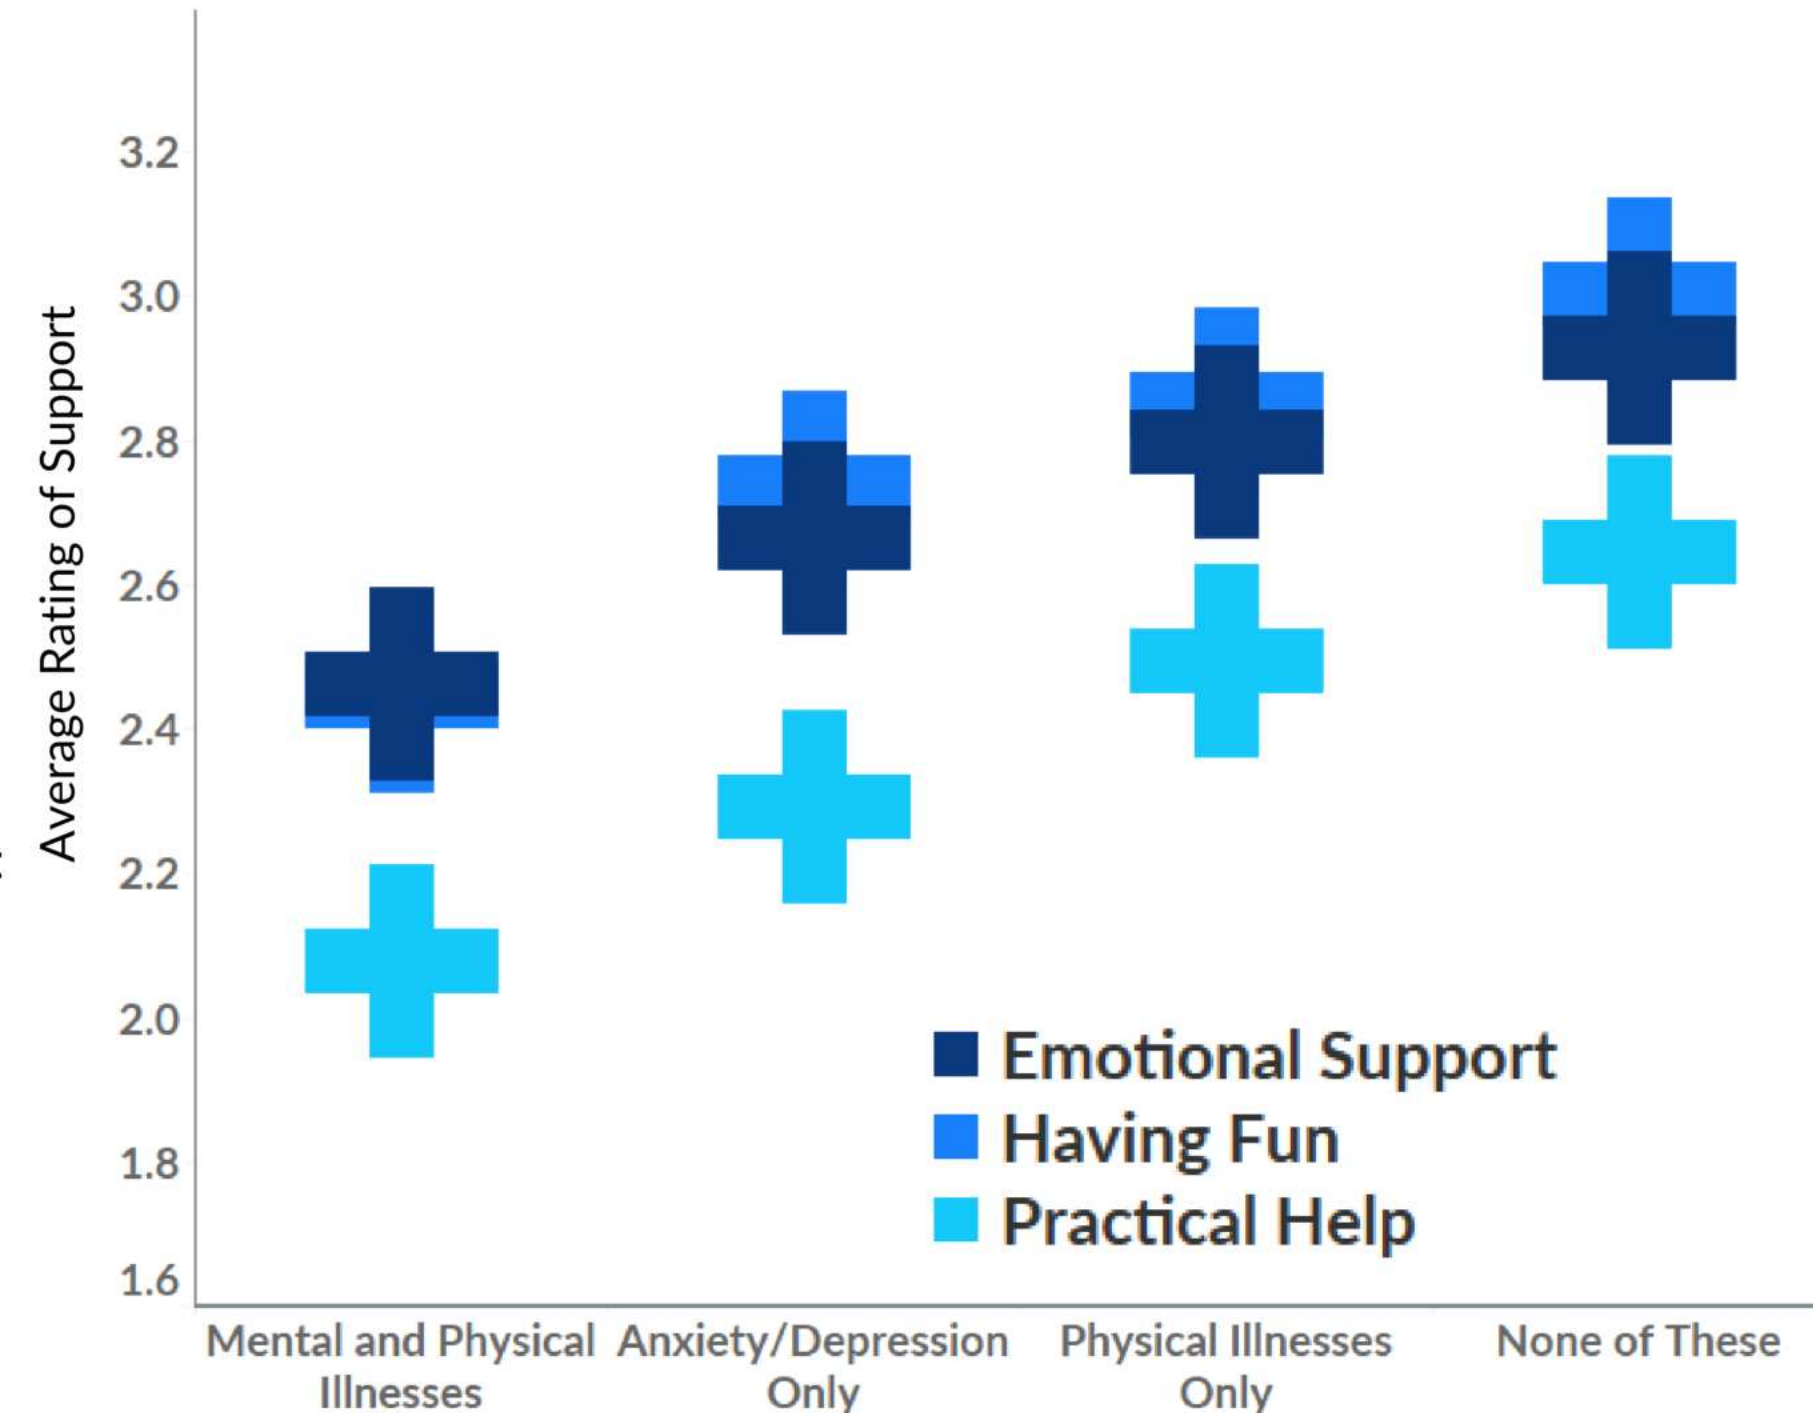 Average Rating of Support
3.2
3.0
2.8
2.6
2.4
2.2
2.0
1.8
1.6
Emotional Support
Having Fun
Practical Help
Mental and Physical Illnesses
Anxiety/Depression Only
Physical Illnesses Only
None of These